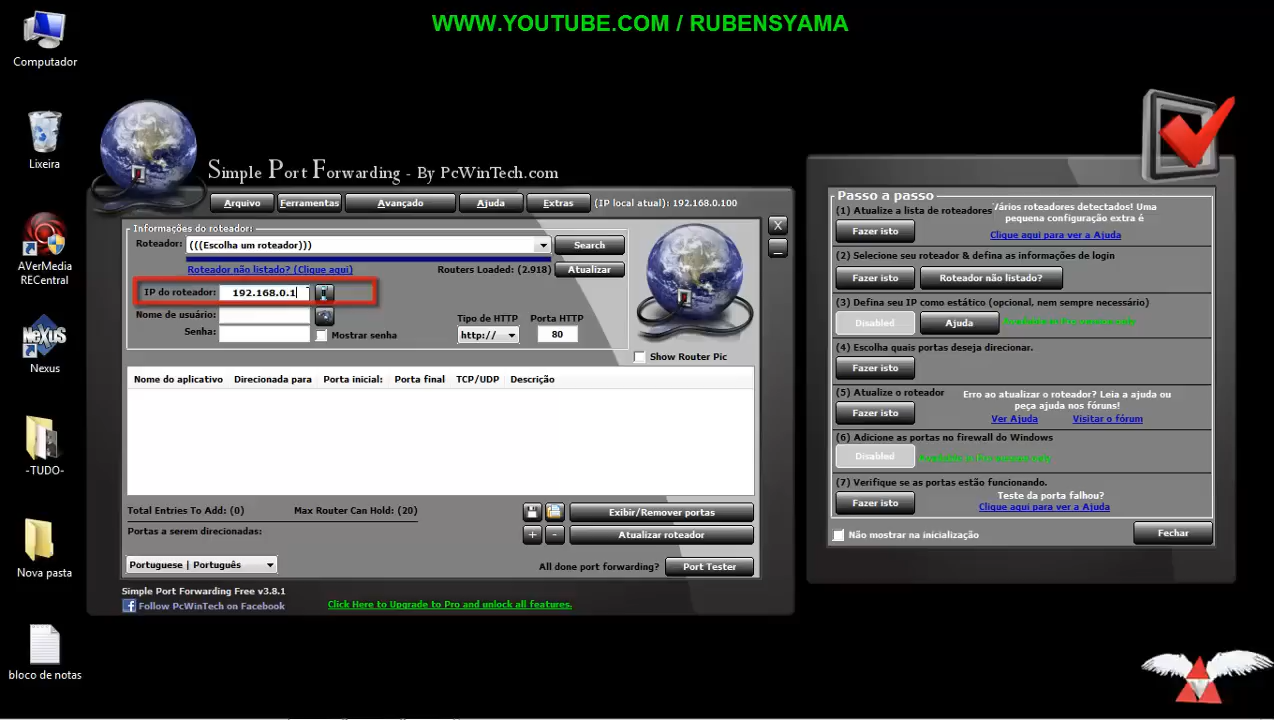 WWW.YOUTUBE.COM / RUBENSYAMA
Computador
Lixeira
AVerMedia
RECentral
NeXuS
Nexus
-TUDO-
Nova pasta
bloco de notas
Simple Port Forwarding - By PcWinTech.com
Arquivo Ferramentas Avançado Ajuda Extras (IP local atual): 192.168.0.100
X
Informações do roteador:
Roteador: (((Escolha um roteador))) Search
Roteador não listado? (Clique aqui) Routers Loaded: (2.918) Atualizar
IP do roteador: 192.168.0.1
Nome de usuário:
Senha: Mostrar senha
Tipo de HTTP Porta HTTP
http:// 80
Show Router Pic
Nome do aplicativo Direcionada para Porta inicial: Porta final TCP/UDP Descrição
Total Entries To Add: (0) Max Router Can Hold: (20) Exibir/Remover portas
Portas a serem direcionadas: + - Atualizar roteador
Portuguese | Português All done port forwarding? Port Tester
Simple Port Forwarding Free v3.8.1
Follow PcWinTech on Facebook Click Here to Upgrade to Pro and unlock all features.
Passo a passo
(1) Atualize a lista de roteadores
Fazer isto
Vários roteadores detectados! Uma
pequena configuração extra é
Clique aqui para ver a Ajuda
(2) Selecione seu roteador & defina as informações de login
Fazer isto Roteador não listado?
(3) Defina seu IP como estático (opcional, nem sempre necessário)
Disabled Ajuda
(4) Escolha quais portas deseja direcionar.
Fazer isto
(5) Atualize o roteador
Fazer isto
Erro ao atualizar o roteador? Leia a ajuda ou
peça ajuda nos fóruns!
Ver Ajuda Visitar o fórum
(6) Adicione as portas no firewall do Windows
Disabled
(7) Verifique se as portas estão funcionando.
Fazer isto
Teste da porta falhou?
Clique aqui para ver a Ajuda
Não mostrar na inicialização Fechar